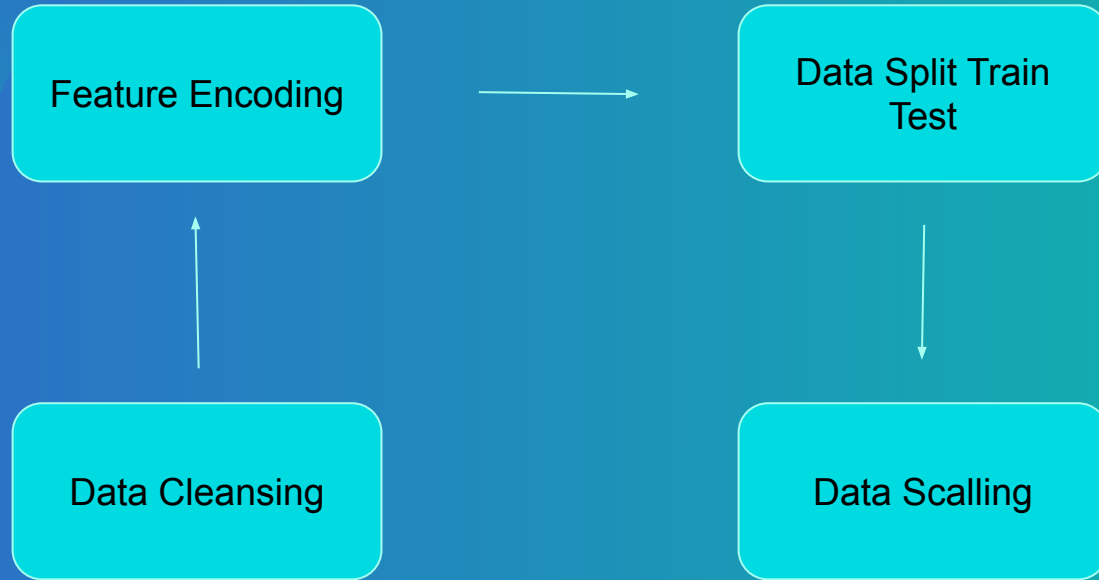 Feature Encoding
Data Split Train
Test
Data Cleansing
Data Scalling